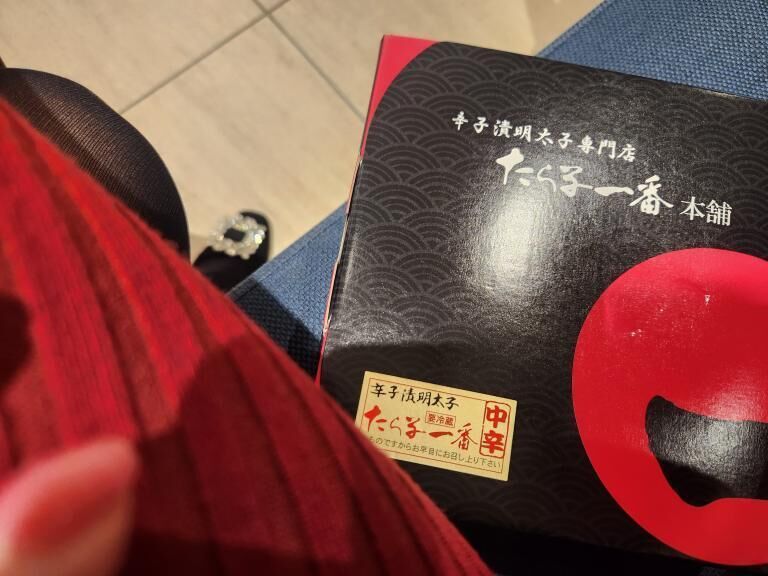 辛子漬明太子専門店
たら子一番本舗
辛子漬明太子
たら子一番
要冷蔵
中辛
ものですからお早目にお召し上り下さい